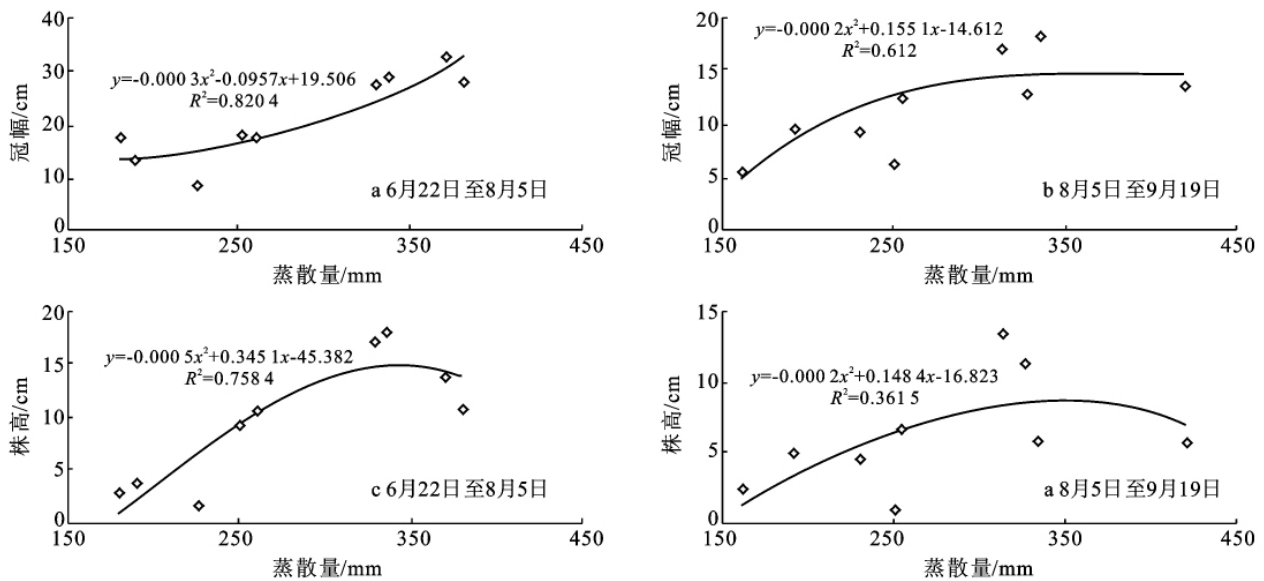 40
30
20
10
0
冠幅/cm
y=-0.000 3x²-0.0957x+19.506
R²=0.820 4
a 6月22日至8月5日
150 250 350 450
蒸散量/mm
20
15
10
5
0
冠幅/cm
y=-0.000 2x²+0.155 1x-14.612
R²=0.612
b 8月5日至9月19日
150 250 350 450
蒸散量/mm
20
15
10
5
0
株高/cm
y=-0.000 5x²+0.345 1x-45.382
R²=0.758 4
c 6月22日至8月5日
150 250 350 450
蒸散量/mm
15
10
5
0
株高/cm
y=-0.000 2x²+0.148 4x-16.823
R²=0.361 5
a 8月5日至9月19日
150 250 350 450
蒸散量/mm